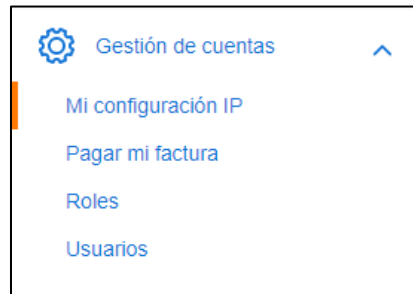 Gestión de cuentas
Mi configuración IP
Pagar mi factura
Roles
Usuarios